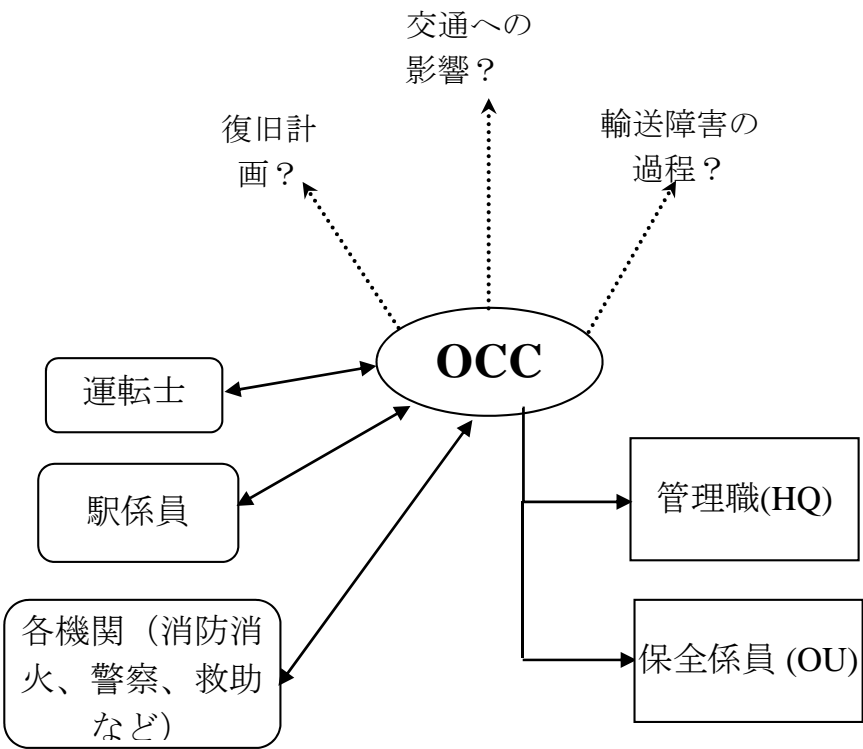 交通への
影響？
復旧計
画？
輸送障害の
過程？
OCC
運転士
駅係員
管理職(HQ)
各機関（消防消
火、警察、救助
など）
保全係員 (OU)